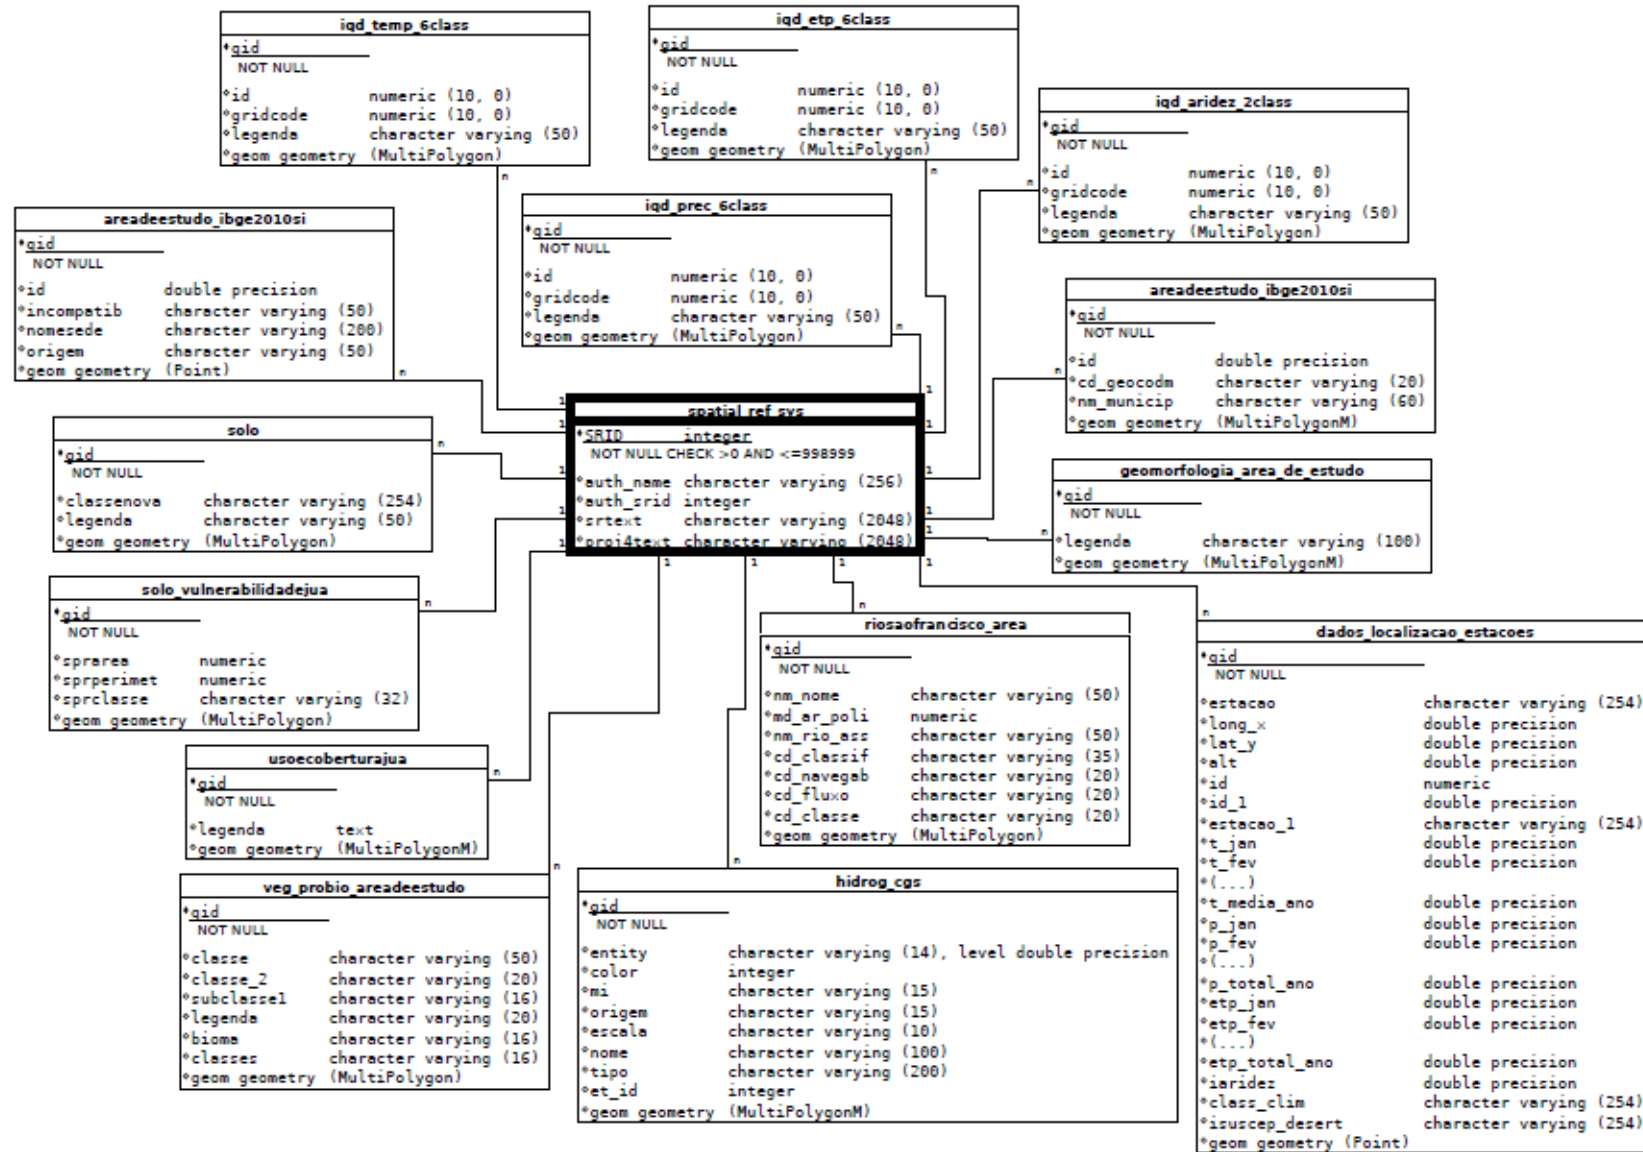 iqd_temp_6class
*gid
NOT NULL
*id numeric (10, 0)
*gridcode numeric (10, 0)
*legenda character varying (50)
*geom geometry (MultiPolygon)
n
iqd_etp_6class
*gid
NOT NULL
*id numeric (10, 0)
*gridcode numeric (10, 0)
*legenda character varying (50)
*geom geometry (MultiPolygon)
n
iqd_aridez_2class
*gid
NOT NULL
*id numeric (10, 0)
*gridcode numeric (10, 0)
*legenda character varying (50)
*geom geometry (MultiPolygon)
n
areadeestudo_ibge2010si
*gid
NOT NULL
*id double precision
*incompatib character varying (50)
*nomesede character varying (200)
*origem character varying (50)
*geom geometry (Point)
n
iqd_prec_6class
*gid
NOT NULL
*id numeric (10, 0)
*gridcode numeric (10, 0)
*legenda character varying (50)
*geom geometry (MultiPolygon)
n
areadeestudo_ibge2010si
*gid
NOT NULL
*id double precision
*cd_geocodm character varying (20)
*nm_municip character varying (60)
*geom geometry (MultiPolygonM)
n
spatial_ref_sys
*SRID integer
NOT NULL CHECK >0 AND <=998999
*auth_name character varying (256)
*auth_srid integer
*srtext character varying (2048)
*proj4text character varying (2048)
1
1
1
1
1
1
1
1
1
1
1
1
1
1
solo
*gid
NOT NULL
*classenova character varying (254)
*legenda character varying (50)
*geom geometry (MultiPolygon)
n
geomorfologia_area_de_estudo
*gid
NOT NULL
*legenda character varying (100)
*geom geometry (MultiPolygonM)
n
solo_vulnerabilidadejua
*gid
NOT NULL
*sprarea numeric
*sprperimet numeric
*sprclasse character varying (32)
*geom geometry (MultiPolygon)
n
riosaofrancisco_area
*gid
NOT NULL
*nm_nome character varying (50)
*md_ar_poli numeric
*nm_rio_ass character varying (50)
*cd_classif character varying (35)
*cd_navegab character varying (20)
*cd_fluxo character varying (20)
*cd_classe character varying (20)
*geom geometry (MultiPolygon)
n
dados_localizacao_estacoes
*gid
NOT NULL
*estacao character varying (254)
*long_x double precision
*lat_y double precision
*alt double precision
*id numeric
*id_1 double precision
*estacao_1 character varying (254)
*t_jan double precision
*t_fev double precision
*(...)
*t_media_ano double precision
*p_jan double precision
*p_fev double precision
*(...)
*p_total_ano double precision
*etp_jan double precision
*etp_fev double precision
*(...)
*etp_total_ano double precision
*iaridez double precision
*class_clim character varying (254)
*isuscep_desert character varying (254)
*geom geometry (Point)
n
usoecoberturajua
*gid
NOT NULL
*legenda text
*geom geometry (MultiPolygonM)
n
veg_probio_areadeestudo
*gid
NOT NULL
*classe character varying (50)
*classe_2 character varying (20)
*subclasse1 character varying (16)
*legenda character varying (20)
*bioma character varying (16)
*classes character varying (16)
*geom geometry (MultiPolygon)
n
hidrog_cgs
*gid
NOT NULL
*entity character varying (14), level double precision
*color integer
*mi character varying (15)
*origem character varying (15)
*escala character varying (10)
*nome character varying (100)
*tipo character varying (200)
*et_id integer
*geom geometry (MultiPolygonM)
n